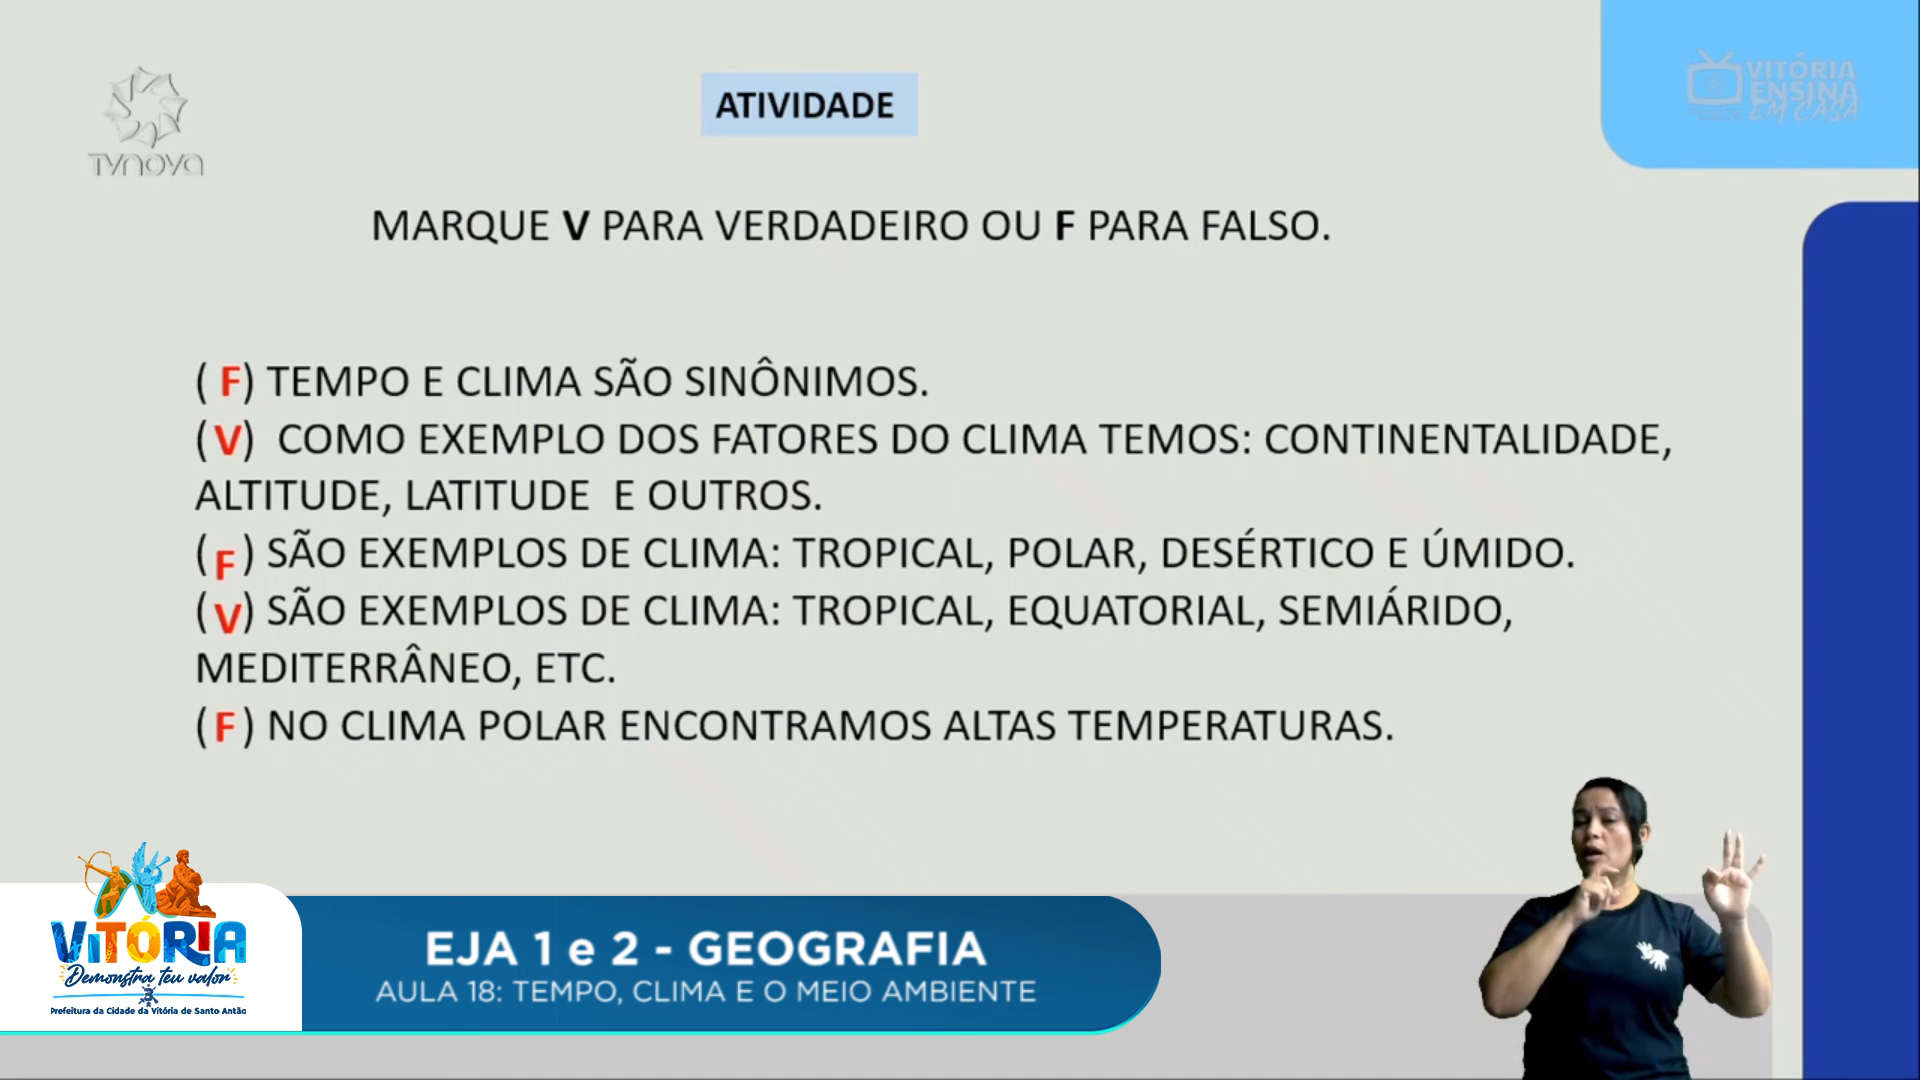 TVNOVA
VITÓRIA
ENSINA
EM CASA
ATIVIDADE
MARQUE V PARA VERDADEIRO OU F PARA FALSO.
( F) TEMPO E CLIMA SÃO SINÔNIMOS.
(V) COMO EXEMPLO DOS FATORES DO CLIMA TEMOS: CONTINENTALIDADE,
ALTITUDE, LATITUDE E OUTROS.
( F ) SÃO EXEMPLOS DE CLIMA: TROPICAL, POLAR, DESÉRTICO E ÚMIDO.
( V) SÃO EXEMPLOS DE CLIMA: TROPICAL, EQUATORIAL, SEMIÁRIDO,
MEDITERRÂNEO, ETC.
( F ) NO CLIMA POLAR ENCONTRAMOS ALTAS TEMPERATURAS.
VITÓRIA
Demonstra teu valor
Prefeitura da Cidade da Vitória de Santo Antão
EJA 1 e 2 - GEOGRAFIA
AULA 18: TEMPO, CLIMA E O MEIO AMBIENTE